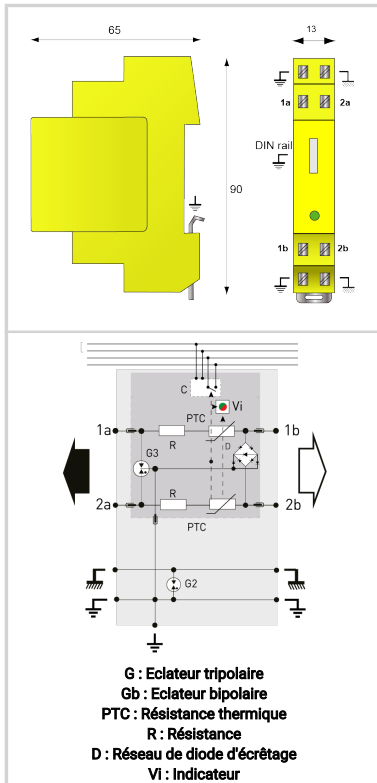 65
13
1a
2a
DIN rail
90
1b
2b
C
Vi
PTC
1a
1b
R
D
G3
R
2a
2b
PTC
G2
G : Eclateur tripolaire
Gb : Eclateur bipolaire
PTC : Résistance thermique
R : Résistance
D : Réseau de diode d'écrêtage
Vi : Indicateur